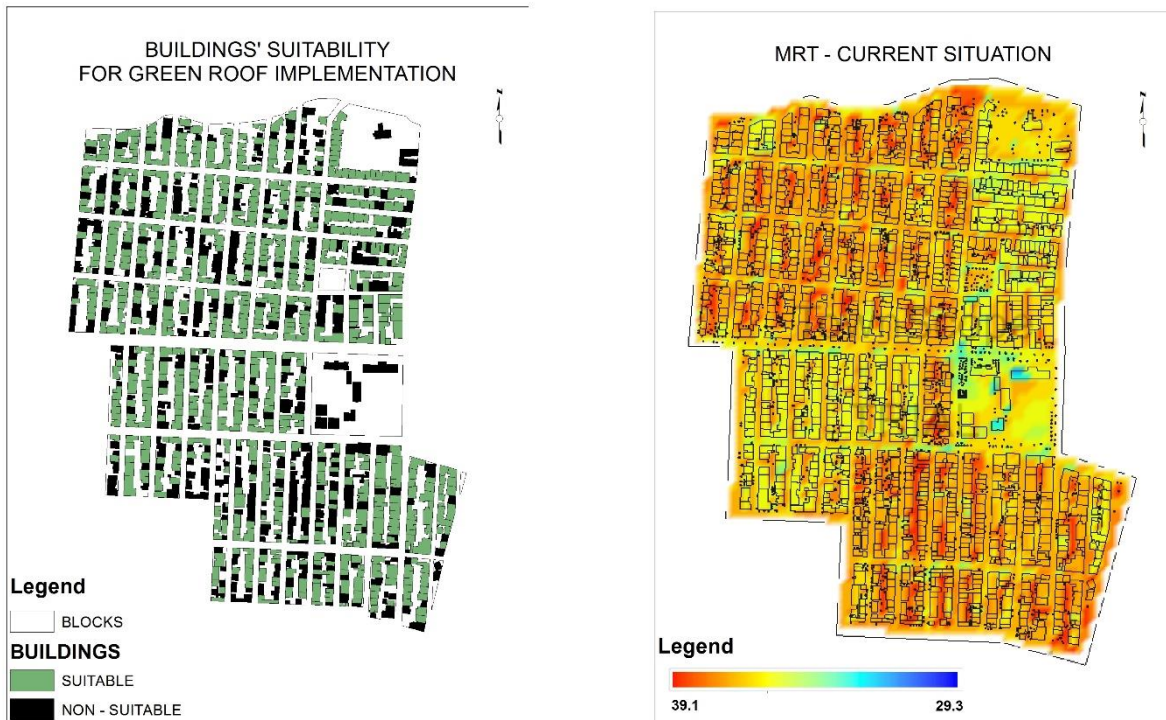 BUILDINGS' SUITABILITY
FOR GREEN ROOF IMPLEMENTATION
Legend
BLOCKS
BUILDINGS
SUITABLE
NON - SUITABLE
MRT - CURRENT SITUATION
Legend
39.1
29.3